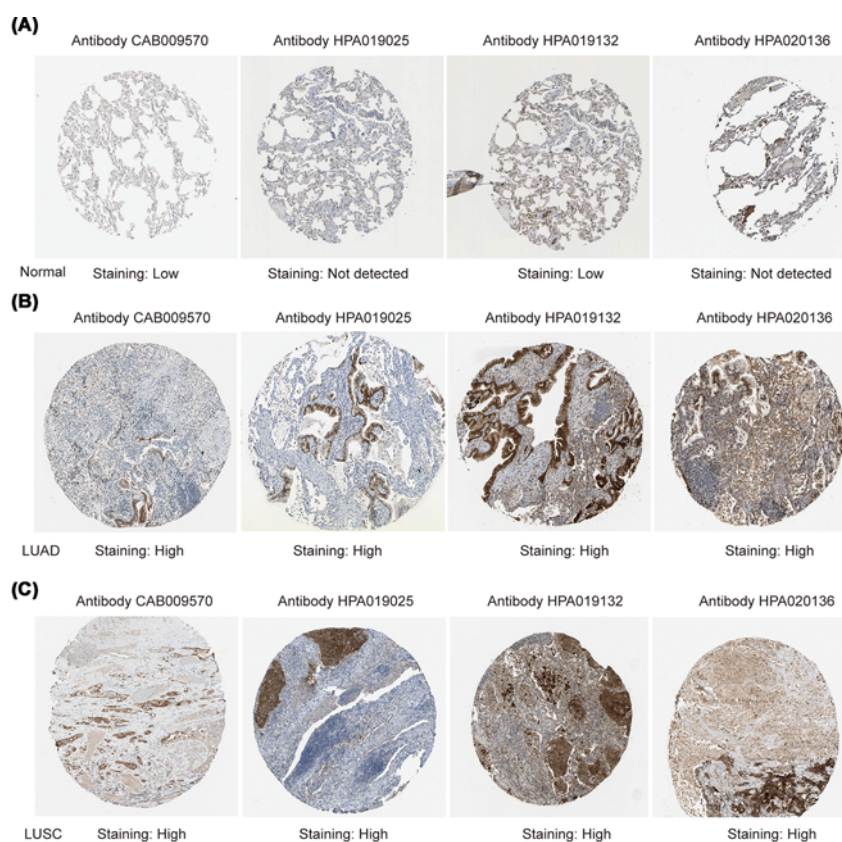 (A)
Antibody CAB009570 Antibody HPA019025 Antibody HPA019132 Antibody HPA020136
Normal Staining: Low Staining: Not detected Staining: Low Staining: Not detected
(B)
Antibody CAB009570 Antibody HPA019025 Antibody HPA019132 Antibody HPA020136
LUAD Staining: High Staining: High Staining: High Staining: High
(C)
Antibody CAB009570 Antibody HPA019025 Antibody HPA019132 Antibody HPA020136
LUSC Staining: High Staining: High Staining: High Staining: High